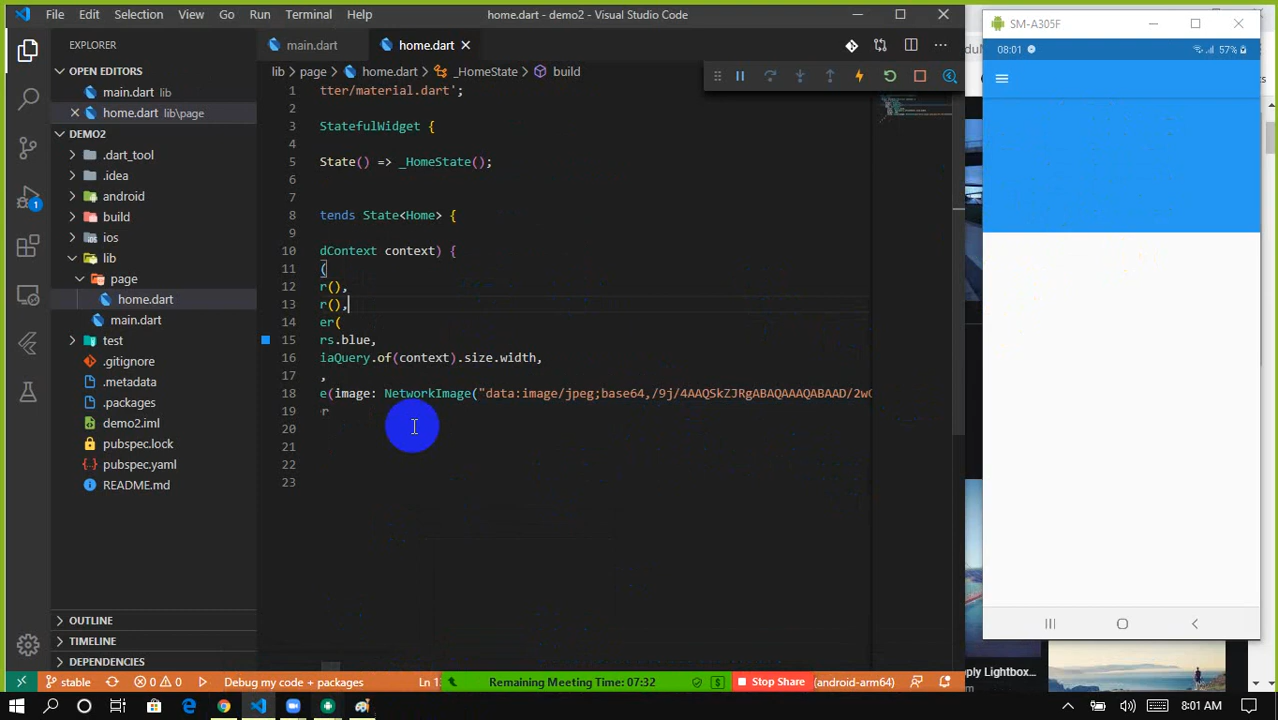 File Edit Selection View Go Run Terminal Help
home.dart - demo2 - Visual Studio Code
EXPLORER
OPEN EDITORS
main.dart lib
home.dart lib\page
DEMO2
.dart_tool
.idea
android
build
ios
lib
page
home.dart
main.dart
test
.gitignore
.metadata
.packages
demo2.iml
pubspec.lock
pubspec.yaml
README.md
OUTLINE
TIMELINE
DEPENDENCIES
1
main.dart home.dart
lib > page > home.dart > _HomeState > build
1 tter/material.dart';
2
3 StatefulWidget {
4
5 State() => _HomeState();
6
7
8 tends State<Home> {
9
10 dContext context) {
11 (
12 r(),
13 r(),
14 er(
15 rs.blue,
16 iaQuery.of(context).size.width,
17 ,
18 e(image: NetworkImage("data:image/jpeg;base64,/9j/4AAQSkZJRgABAQAAAQABAAD/2wC
19 r
20
21
22
23
SM-A305F
08:01 57%
stable 0 0 Debug my code + packages Ln 1
Remaining Meeting Time: 07:32
Stop Share
(android-arm64)
8:01 AM